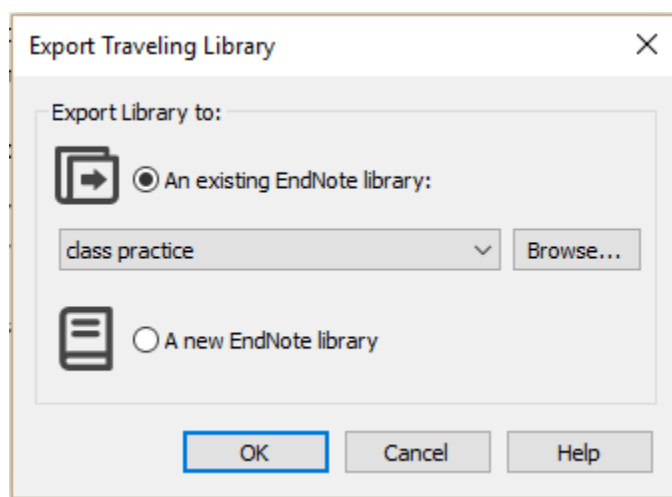 Export Traveling Library
Export Library to:
An existing EndNote library:
class practice
Browse...
A new EndNote library
OK Cancel Help